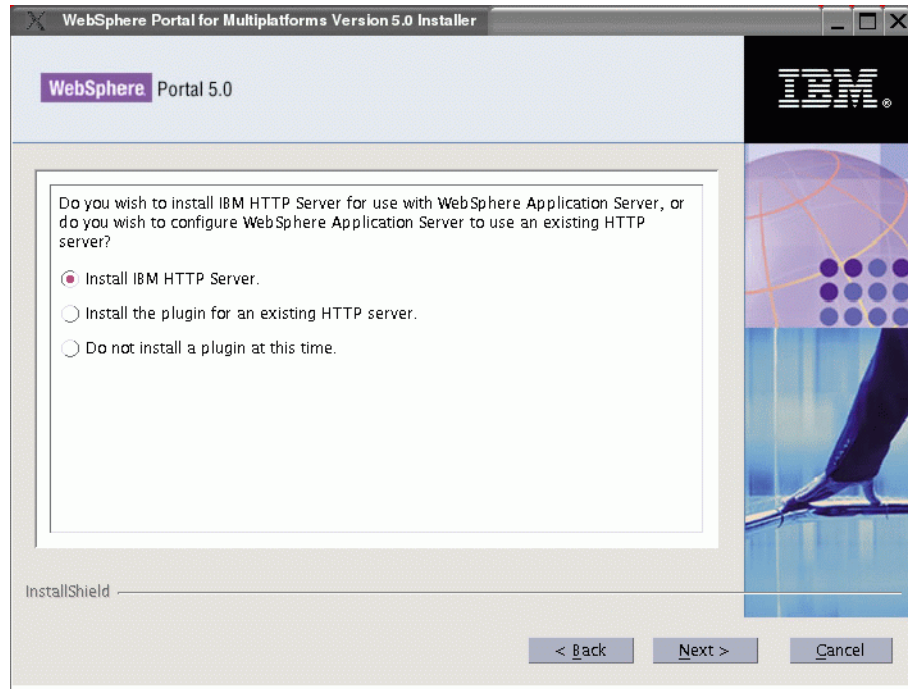 WebSphere Portal for Multiplatforms Version 5.0 Installer
WebSphere Portal 5.0
IBM®
Do you wish to install IBM HTTP Server for use with WebSphere Application Server, or
do you wish to configure WebSphere Application Server to use an existing HTTP
server?
Install IBM HTTP Server.
Install the plugin for an existing HTTP server.
Do not install a plugin at this time.
InstallShield
< Back Next > Cancel